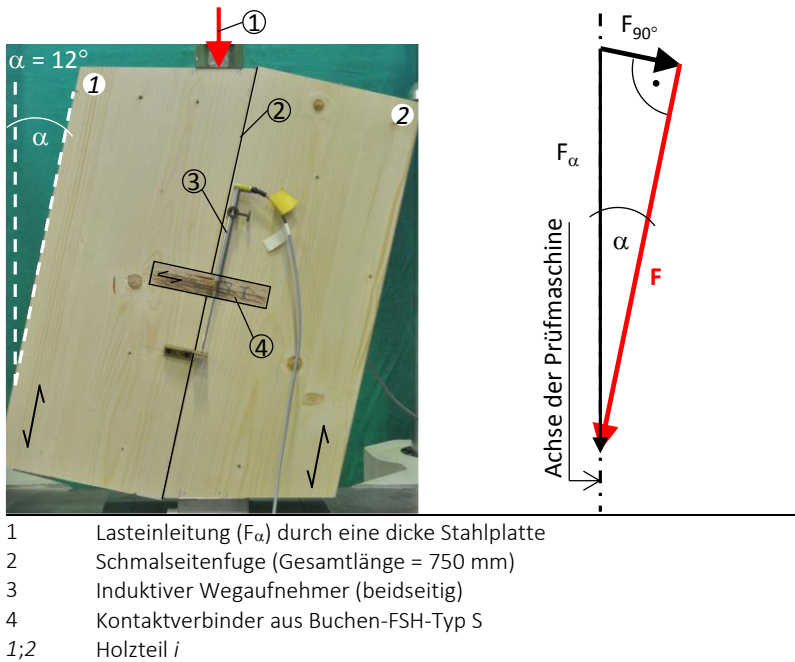 ①
α = 12°
1
α
②
2
③
④
F90°
Fα
α
F
Achse der Prüfmaschine
1 Lasteinleitung (Fα) durch eine dicke Stahlplatte
2 Schmalseitenfuge (Gesamtlänge = 750 mm)
3 Induktiver Wegaufnehmer (beidseitig)
4 Kontaktverbinder aus Buchen-FSH-Typ S
1;2 Holzteil i